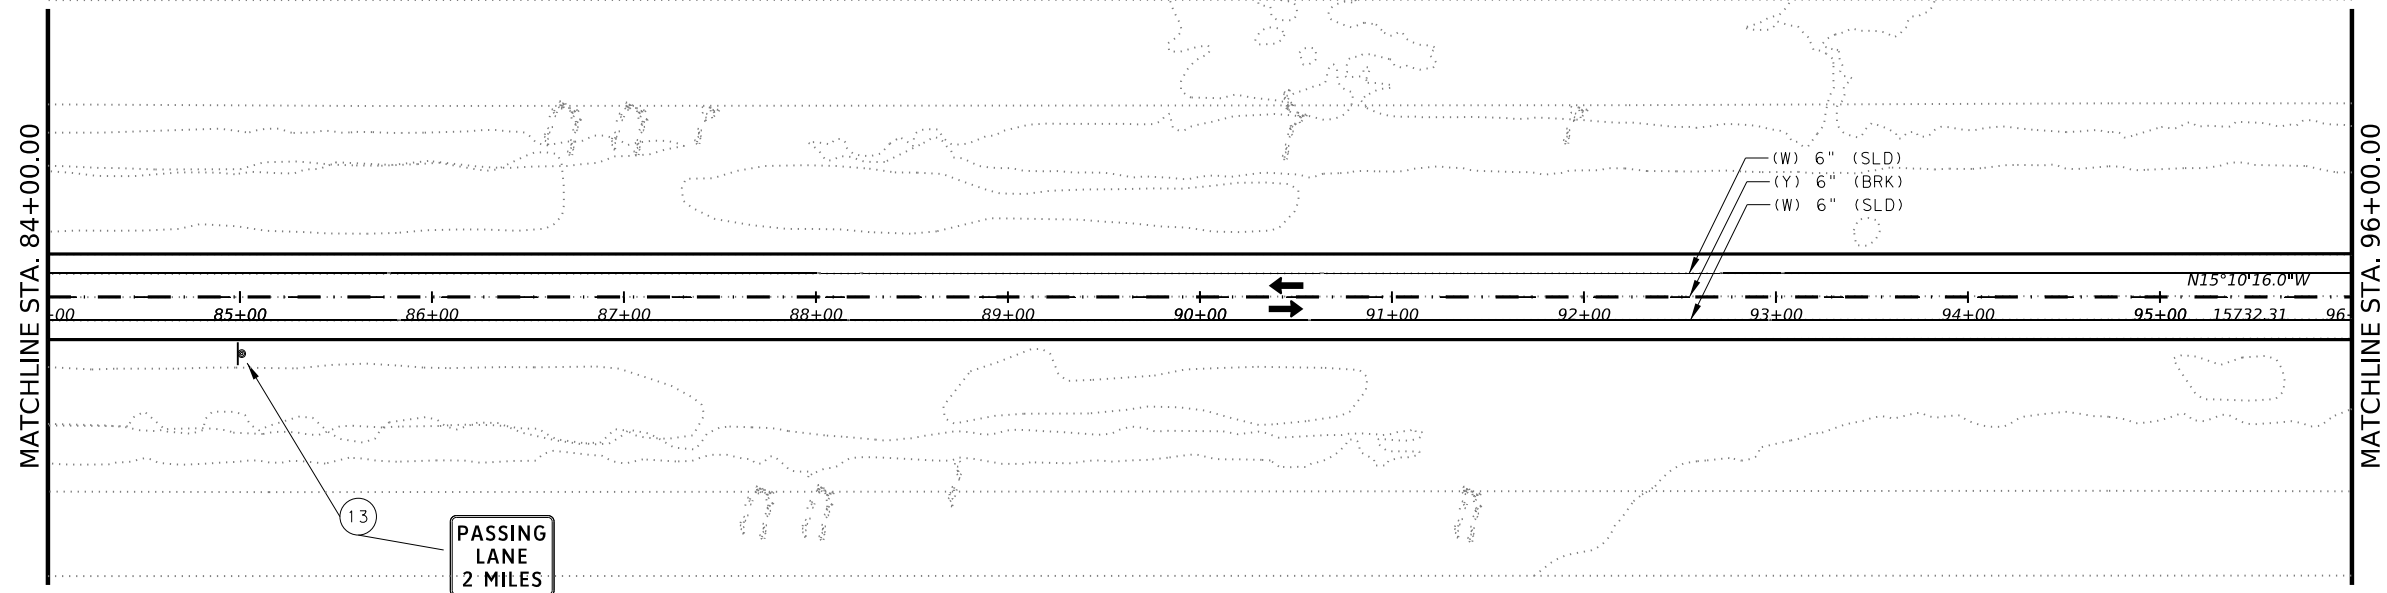 MATCHLINE STA. 84+00.00
(W) 6" (SLD)
(Y) 6" (BRK)
(W) 6" (SLD)
N15°10'16.0"W
-00 85+00 86+00 87+00 88+00 89+00 90+00 91+00 92+00 93+00 94+00 95+00 15732.31 96+
MATCHLINE STA. 96+00.00
13
PASSING
LANE
2 MILES